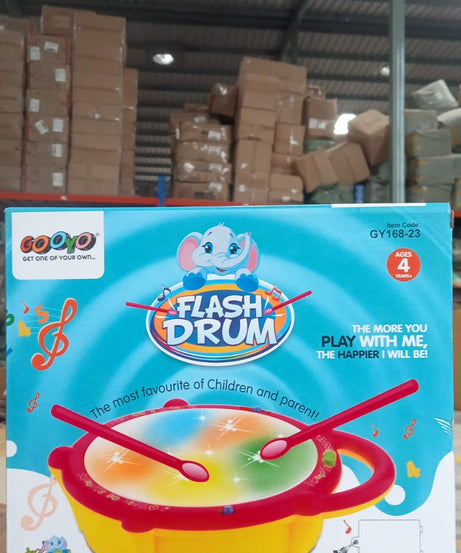 GOOYO
GET ONE OF YOUR OWN...
Item Code:
GY168-23
AGES
4
YEARS+
FLASH
DRUM
THE MORE YOU
PLAY WITH ME,
THE HAPPIER I WILL BE!
The most favourite of Children and parent!